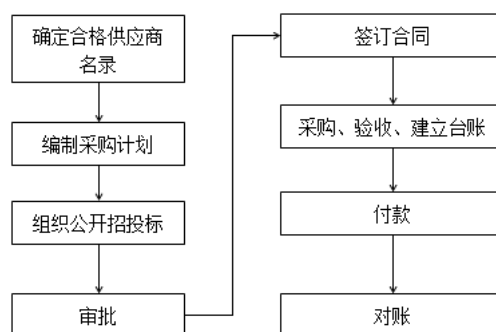 确定合格供应商
名录
编制采购计划
组织公开招投标
审批
签订合同
采购、验收、建立台账
付款
对账